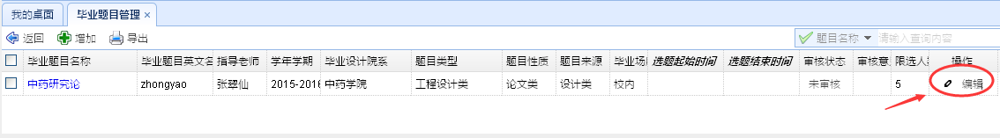 我的桌面 毕业题目管理 ×
返回 增加 导出 题目名称 请输入查询内容
毕业题目名称 毕业题目英文名 指导老师 学年学期 毕业设计院系 题目类型 题目性质 题目来源 毕业场所 选题起始时间 选题结束时间 审核状态 审核意 限选人数 操作
中药研究论 zhongyao 张翠仙 2015-2016 中药学院 工程设计类 论文类 设计类 校内 未审核 5 编辑